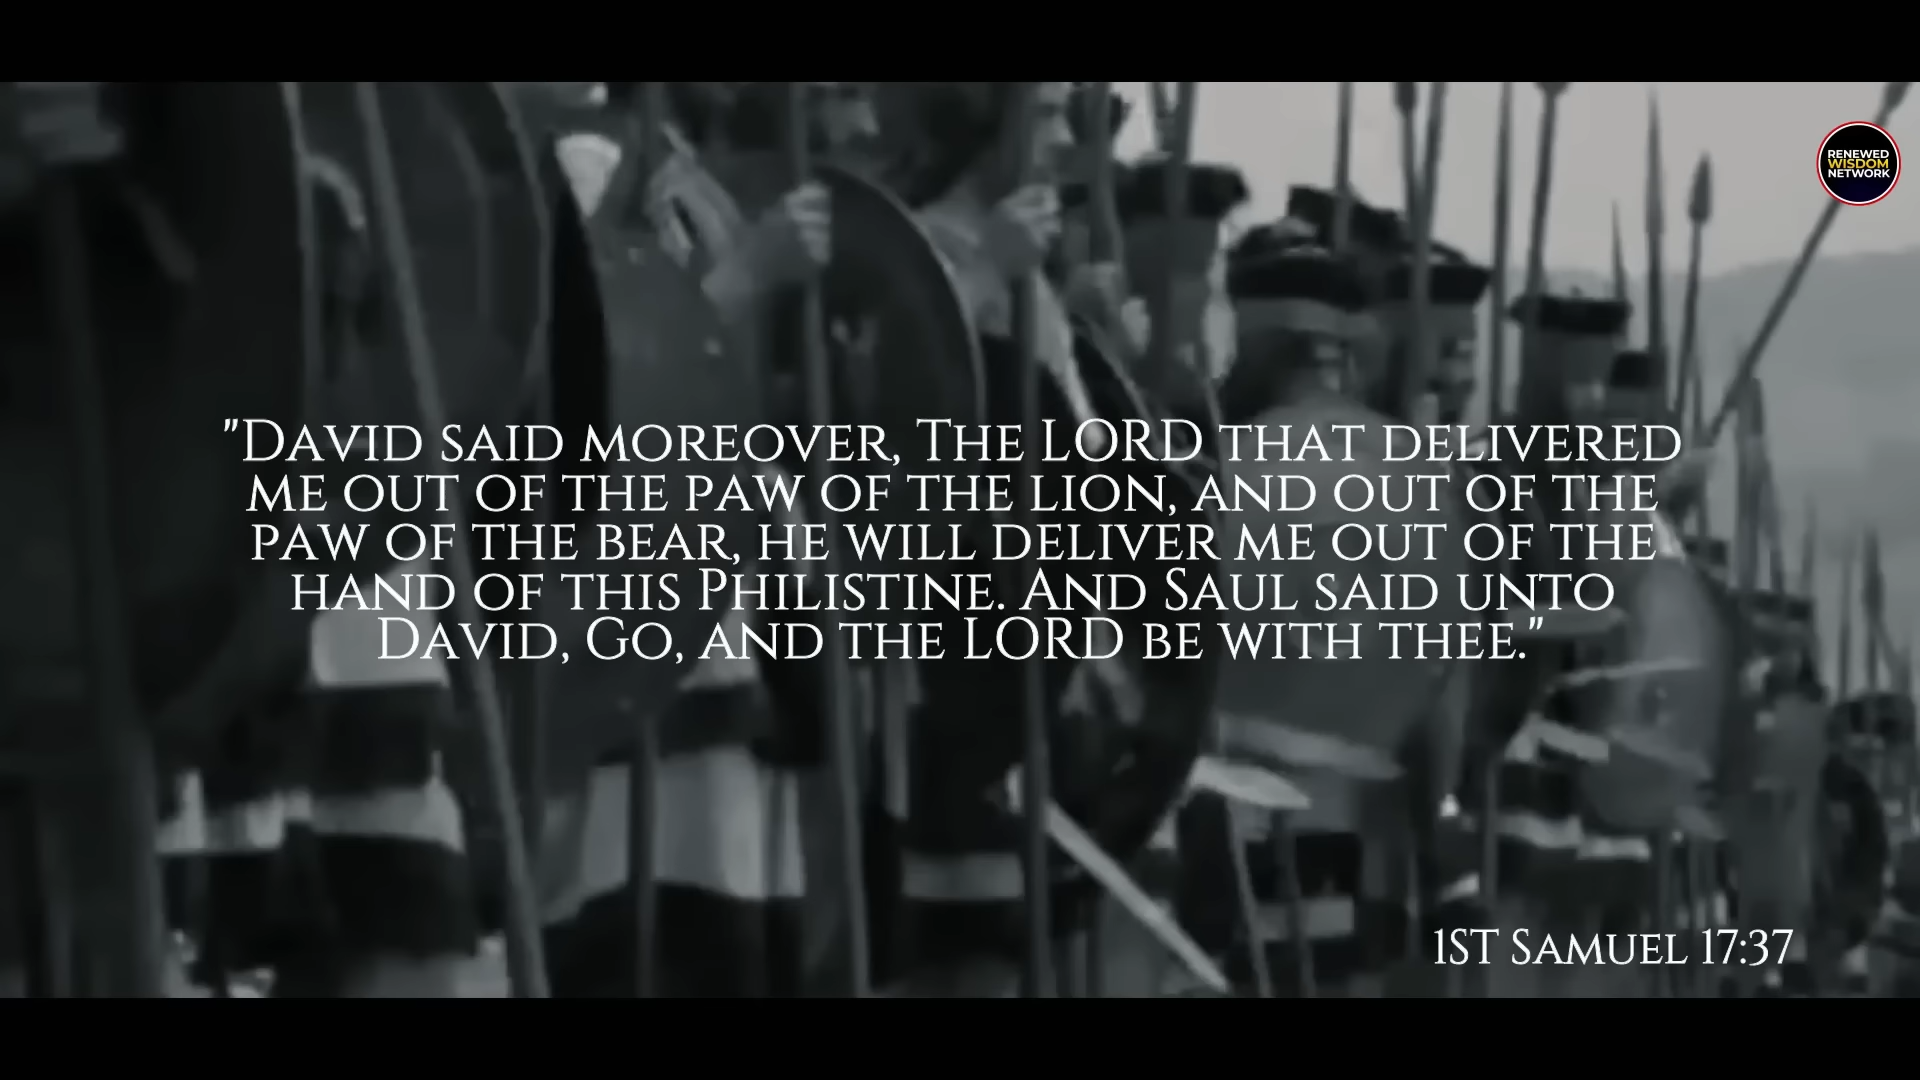 RENEWED
WISDOM
NETWORK
"David said moreover, The LORD that delivered
me out of the paw of the lion, and out of the
paw of the bear, he will deliver me out of the
hand of this Philistine. And Saul said unto
David, Go, and the LORD be with thee."
1ST Samuel 17:37